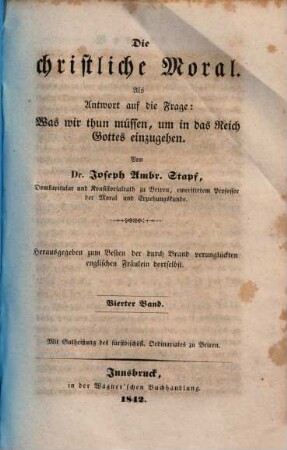 Die
christliche Moral.
Als
Antwort auf die Frage:
Was wir thun müssen, um in das Reich
Gottes einzugehen.
Von
Dr. Joseph Ambr. Stapf,
Domkapitular und Konsistorialrath zu Brixen, emeritirtem Professor
der Moral und Erziehungskunde.
Herausgegeben zum Besten der durch Brand verunglückten
englischen Fräulein dortselbst.
Vierter Band.
Mit Gutheißung des fürstbischöfl. Ordinariates zu Brixen.
Innsbruck,
in der Wagner'schen Buchhandlung.
1842.